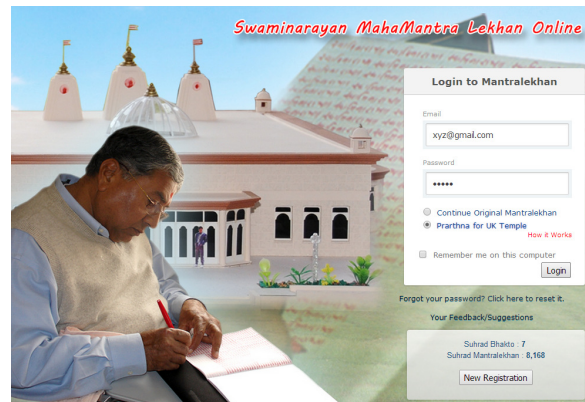 Swaminarayan MahaMantra Lekhan Online
Login to Mantralekhan
Email
xyz@gmail.com
Password
•••••
Continue Original Mantralekhan
Prarthna for UK Temple
How it Works
Remember me on this computer
Login
Forgot your password? Click here to reset it.
Your Feedback/Suggestions
Suhrad Bhakto : 7
Suhrad Mantralekhan : 8,168
New Registration